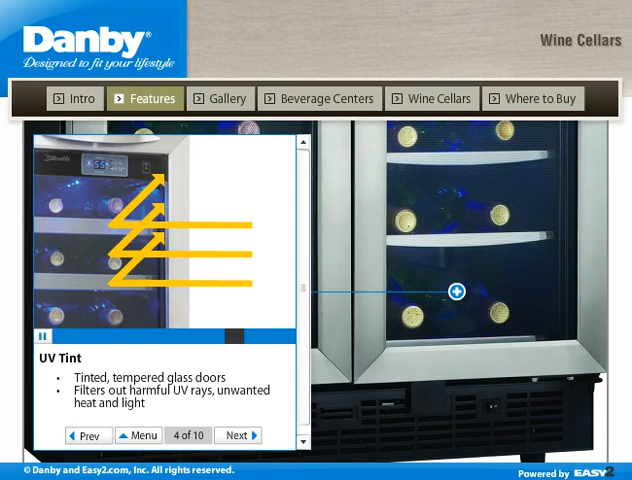 Danby®
Designed to fit your lifestyle
Wine Cellars
Intro
Features
Gallery
Beverage Centers
Wine Cellars
Where to Buy
Silhouette
UV Tint
• Tinted, tempered glass doors
• Filters out harmful UV rays, unwanted
heat and light
Prev
Menu
4 of 10
Next
© Danby and Easy2.com, Inc. All rights reserved.
Powered by EASY2